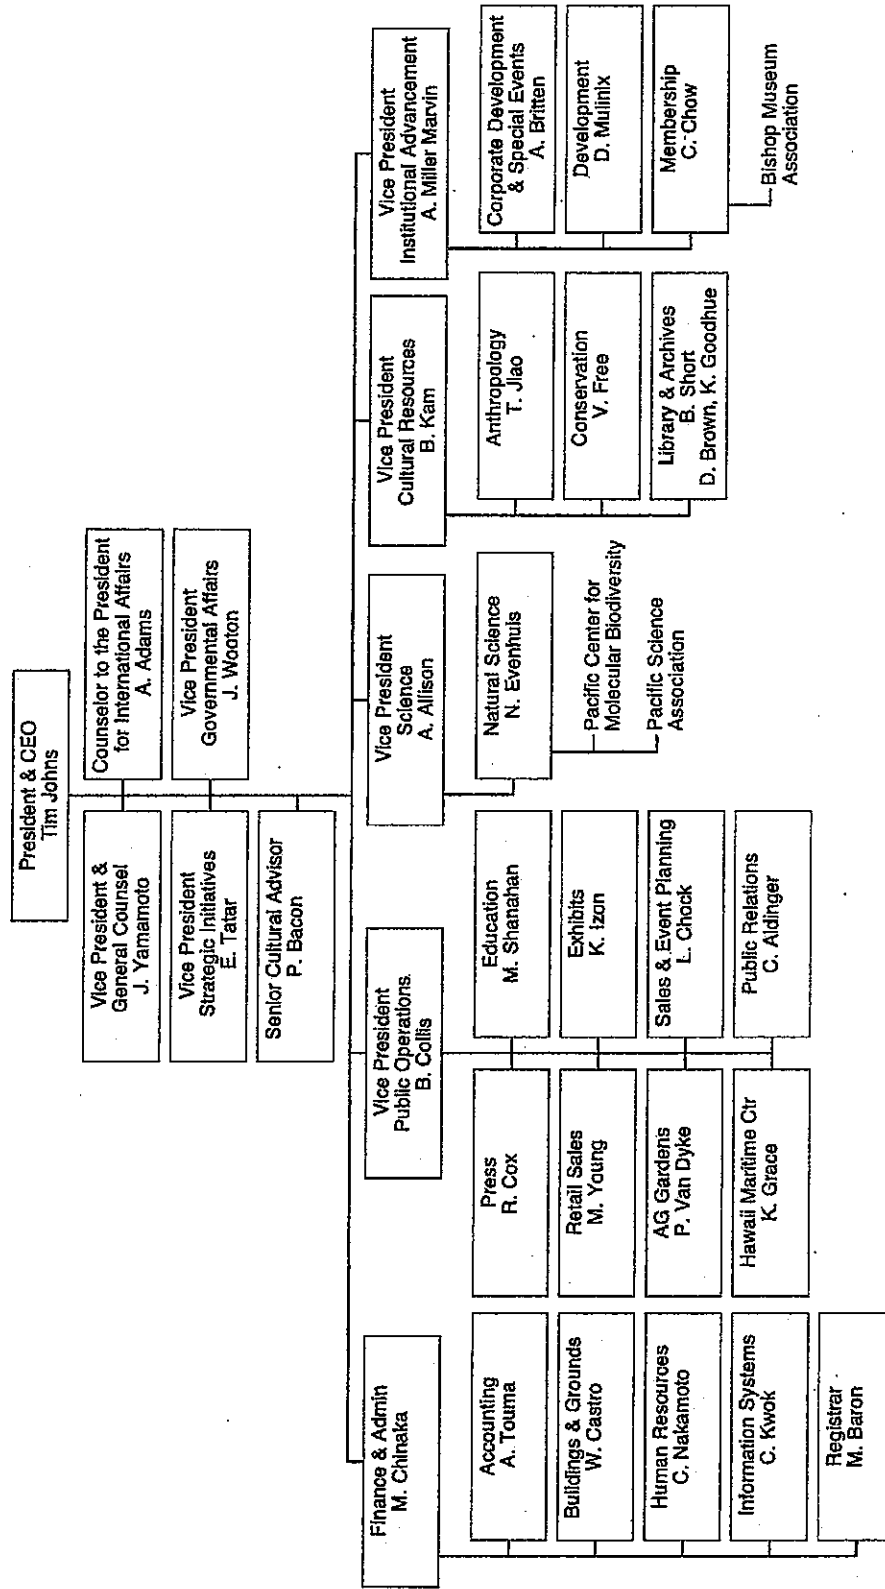 President & CEO
Tim Johns
Vice President &
General Counsel
J. Yamamoto
Counselor to the President
for International Affairs
A. Adams
Vice President
Strategic Initiatives
E. Tatar
Vice President
Governmental Affairs
J. Wooton
Senior Cultural Advisor
P. Bacon
Finance & Admin
M. Chinaka
Accounting
A. Touma
Buildings & Grounds
W. Castro
Human Resources
C. Nakamoto
Information Systems
C. Kwok
Registrar
M. Baron
Vice President
Public Operations
B. Collis
Press
R. Cox
Education
M. Shanahan
Retail Sales
M. Young
Exhibits
K. Izon
AG Gardens
P. Van Dyke
Sales & Event Planning
L. Chock
Hawaii Maritime Ctr
K. Grace
Public Relations
C. Aldinger
Vice President
Science
A. Allison
Natural Science
N. Evenhuis
Pacific Center for
Molecular Biodiversity
Pacific Science
Association
Vice President
Cultural Resources
B. Kam
Anthropology
T. Jiao
Conservation
V. Free
Library & Archives
B. Short
D. Brown, K. Goodhue
Vice President
Institutional Advancement
A. Miller Marvin
Corporate Development
& Special Events
A. Britten
Development
D. Mulinix
Membership
C. Chow
Bishop Museum
Association